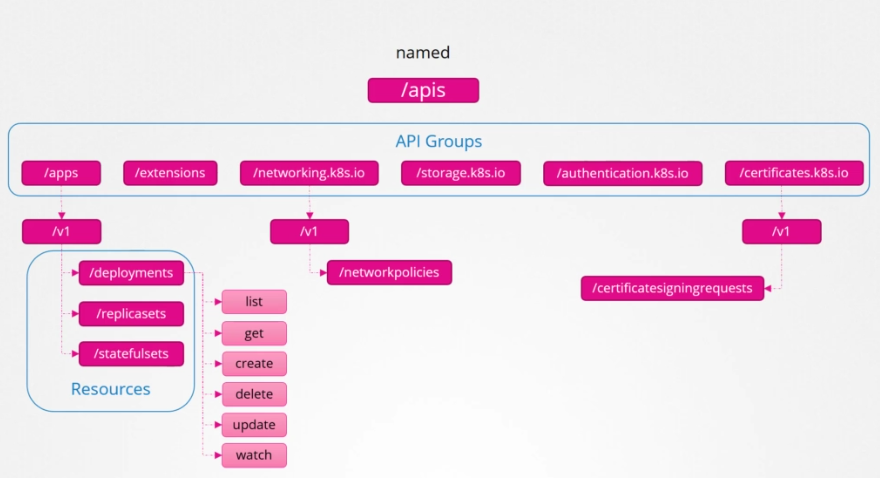 named
/apis
API Groups
/apps
/extensions
/networking.k8s.io
/storage.k8s.io
/authentication.k8s.io
/certificates.k8s.io
/v1
/v1
/v1
/deployments
/networkpolicies
/certificatesigningrequests
/replicasets
/statefulsets
Resources
list
get
create
delete
update
watch